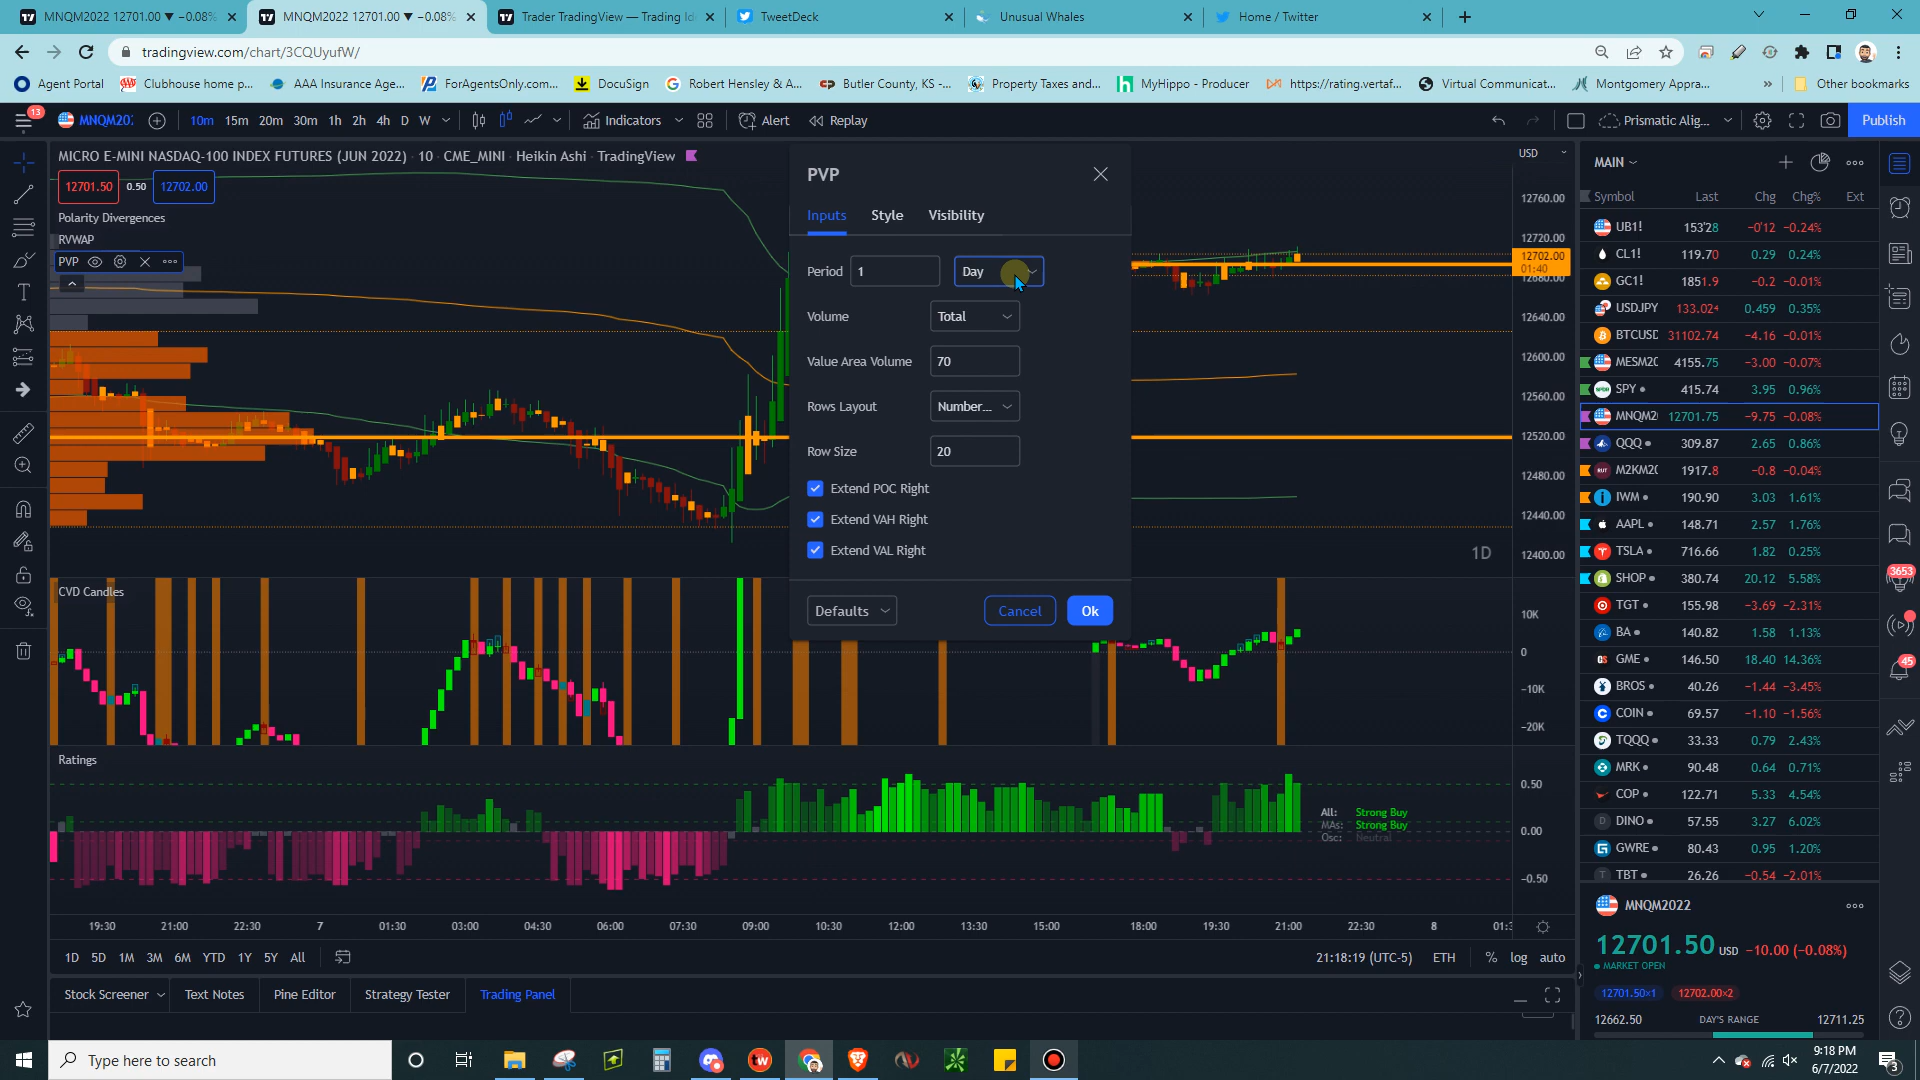 MNQM2022 12701.00 ▼ −0.08%
MNQM2022 12701.00 ▼ −0.08%
Trader TradingView — Trading Id
TweetDeck
Unusual Whales
Home / Twitter
tradingview.com/chart/3CQUyufW/
Agent Portal
Clubhouse home p...
AAA Insurance Age...
ForAgentsOnly.com...
DocuSign
Robert Hensley & A...
Butler County, KS -...
Property Taxes and...
MyHippo - Producer
https://rating.vertaf...
Virtual Communicat...
Montgomery Appra...
»
Other bookmarks
13
MNQM202
10m 15m 20m 30m 1h 2h 4h D W
Indicators
Alert
Replay
Prismatic Alig...
Publish
MICRO E-MINI NASDAQ-100 INDEX FUTURES (JUN 2022) · 10 · CME_MINI · Heikin Ashi · TradingView
12701.50 0.50 12702.00
Polarity Divergences
RVWAP
PVP
PVP
Inputs Style Visibility
Period 1 Day
Volume Total
Value Area Volume 70
Rows Layout Number...
Row Size 20
Extend POC Right
Extend VAH Right
Extend VAL Right
Defaults Cancel Ok
USD
12760.00
12720.00
12702.00
01:40
12680.00
12640.00
12600.00
12560.00
12520.00
12480.00
12440.00
12400.00
1D
CVD Candles
10K
0
−10K
−20K
Ratings
0.50
0.00
−0.50
All: Strong Buy
MAs: Strong Buy
Osc: Neutral
19:30 21:00 22:30 7 01:30 03:00 04:30 06:00 07:30 09:00 10:30 12:00 13:30 15:00 18:00 19:30 21:00 22:30 8 01:3
1D 5D 1M 3M 6M YTD 1Y 5Y All
21:18:19 (UTC-5) ETH % log auto
Stock Screener Text Notes Pine Editor Strategy Tester Trading Panel
MAIN
Symbol Last Chg Chg% Ext
UB1! 153'28 −0'12 −0.24%
CL1! 119.70 0.29 0.24%
GC1! 1851.9 −0.2 −0.01%
USDJPY 133.024 0.459 0.35%
BTCUSD 31102.74 −4.16 −0.01%
MESM20 4155.75 −3.00 −0.07%
SPY 415.74 3.95 0.96%
MNQM2 12701.75 −9.75 −0.08%
QQQ 309.87 2.65 0.86%
M2KM20 1917.8 −0.8 −0.04%
IWM 190.90 3.03 1.61%
AAPL 148.71 2.57 1.76%
TSLA 716.66 1.82 0.25%
SHOP 380.74 20.12 5.58%
TGT 155.98 −3.69 −2.31%
BA 140.82 1.58 1.13%
GME 146.50 18.40 14.36%
BROS 40.26 −1.44 −3.45%
COIN 69.57 −1.10 −1.56%
TQQQ 33.33 0.79 2.43%
MRK 90.48 0.64 0.71%
COP 122.71 5.33 4.54%
DINO 57.55 3.27 6.02%
GWRE 80.43 0.95 1.20%
TBT 26.26 −0.54 −2.01%
MNQM2022
12701.50 USD −10.00 (−0.08%)
MARKET OPEN
12701.50×1 12702.00×2
12662.50 DAY'S RANGE 12711.25
3653
45
Type here to search
9:18 PM
6/7/2022
3